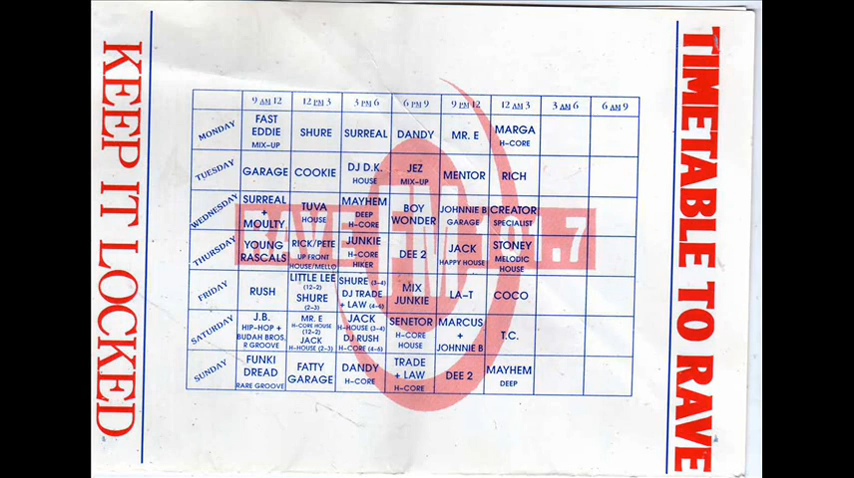 KEEP IT LOCKED
TIMETABLE TO RAVE
9 AM 12 12 PM 3 3 PM 6 6 PM 9 9 PM 12 12 AM 3 3 AM 6 6 AM 9
MONDAY
FAST
EDDIE
MIX-UP
SHURE
SURREAL
DANDY
MR. E
MARGA
H-CORE
TUESDAY
GARAGE
COOKIE
DJ D.K.
HOUSE
JEZ
MIX-UP
MENTOR
RICH
WEDNESDAY
SURREAL
+
MOULTY
TUVA
HOUSE
MAYHEM
DEEP
H-CORE
BOY
WONDER
JOHNNIE B
GARAGE
CREATOR
SPECIALIST
THURSDAY
YOUNG
RASCALS
RICK/PETE
UP FRONT
HOUSE/MELLO
JUNKIE
H-CORE
HIKER
DEE 2
JACK
HAPPY HOUSE
STONEY
MELODIC
HOUSE
FRIDAY
RUSH
LITTLE LEE
(12-2)
SHURE
(2-3)
SHURE (3-4)
DJ TRADE
+ LAW (4-6)
MIX
JUNKIE
LA-T
COCO
SATURDAY
J.B.
HIP-HOP +
BUDAH BROS.
R GROOVE
MR. E
H-CORE HOUSE
(12-2)
JACK
H-HOUSE (2-3)
JACK
H-HOUSE (3-4)
DJ RUSH
H-CORE (4-6)
SENETOR
H-CORE
HOUSE
MARCUS
+
JOHNNIE B
T.C.
SUNDAY
FUNKI
DREAD
RARE GROOVE
FATTY
GARAGE
DANDY
H-CORE
TRADE
+ LAW
H-CORE
DEE 2
MAYHEM
DEEP
RAVE
FM
.7